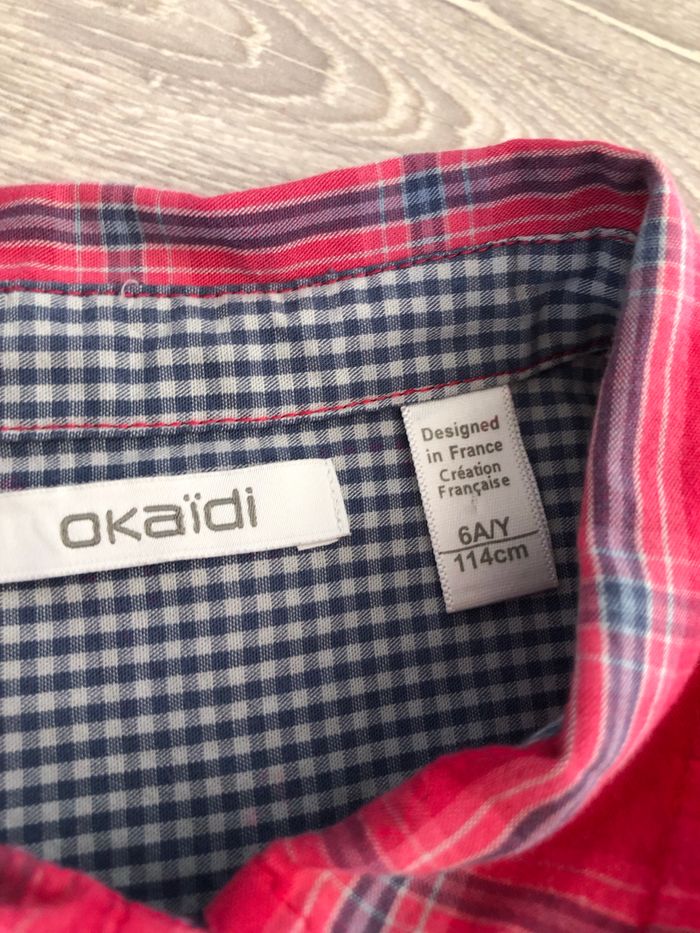 okaïdi
Designed
in France
Création
Française
6A/Y
114cm